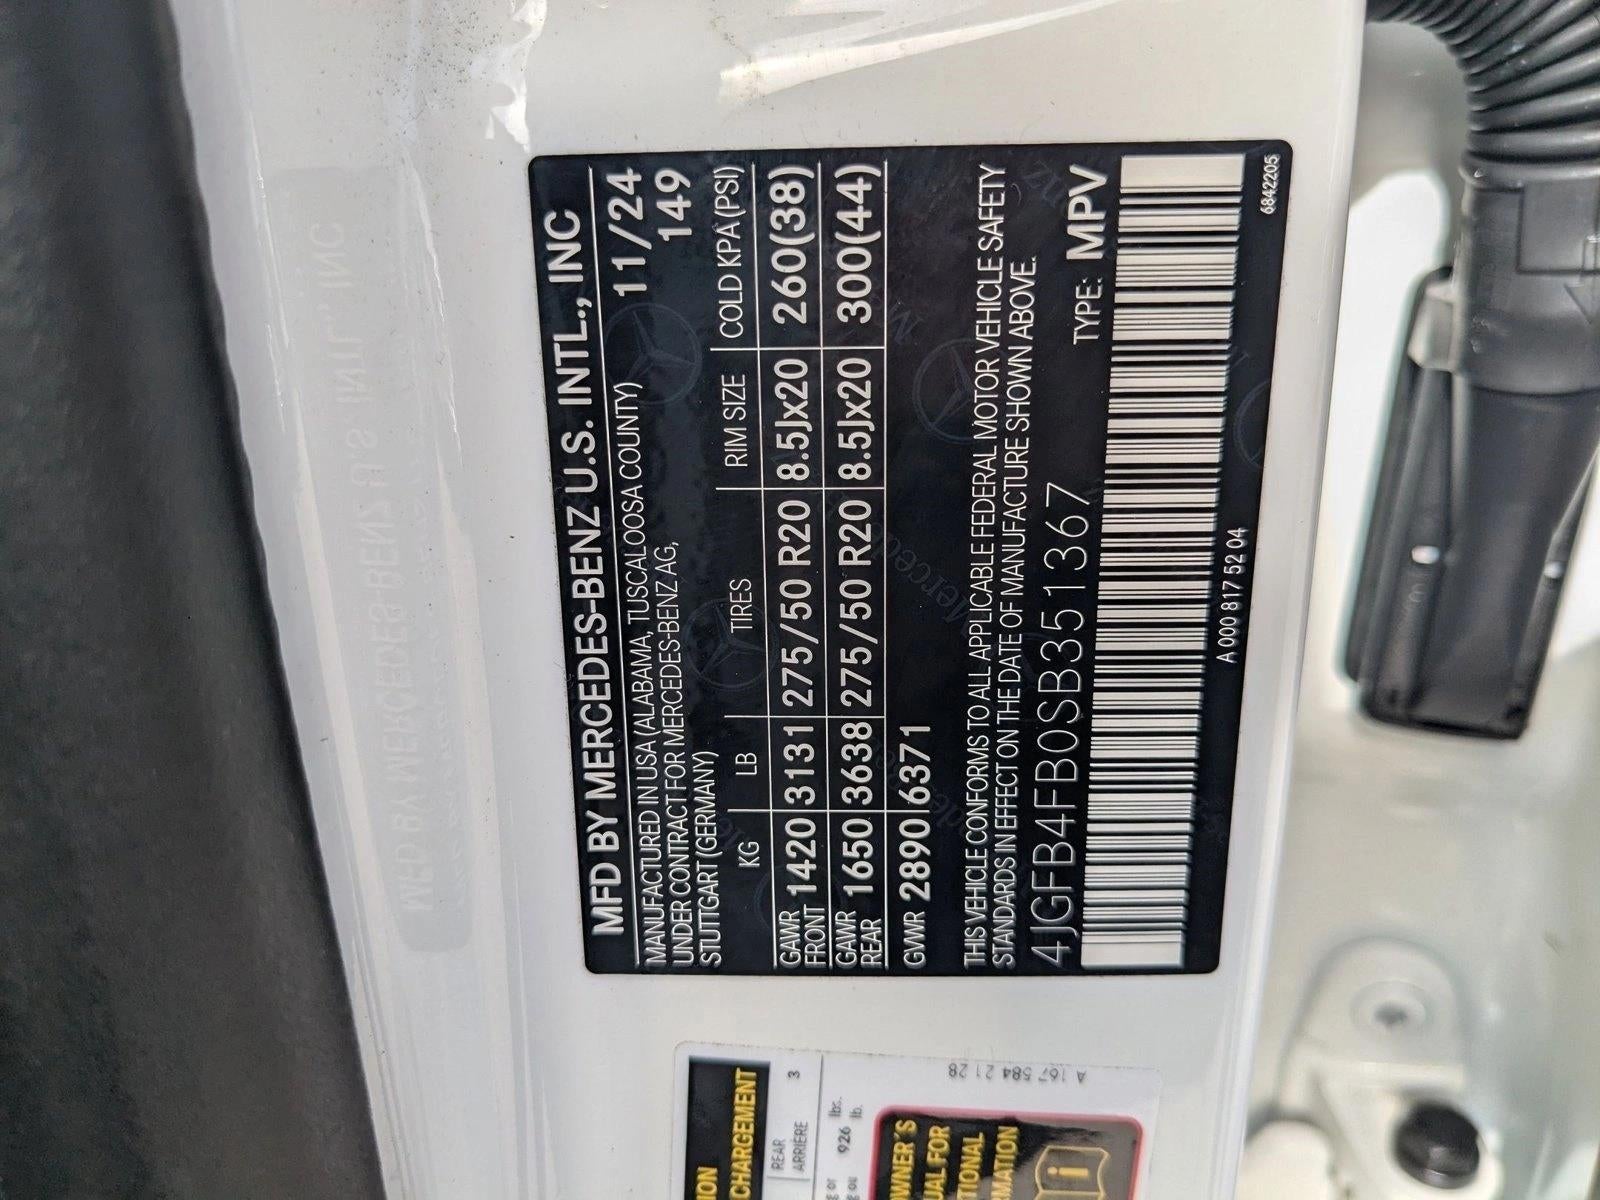 MFD BY MERCEDES-BENZ U.S. INTL., INC
MANUFACTURED IN USA (ALABAMA, TUSCALOOSA COUNTY) 11/24
UNDER CONTRACT FOR MERCEDES-BENZ AG, 149
STUTTGART (GERMANY)
KG LB TIRES RIM SIZE COLD KPA (PSI)
GAWR FRONT 1420 3131 275/50 R20 8.5Jx20 260(38)
GAWR REAR 1650 3638 275/50 R20 8.5Jx20 300(44)
GVWR 2890 6371
THIS VEHICLE CONFORMS TO ALL APPLICABLE FEDERAL MOTOR VEHICLE SAFETY
STANDARDS IN EFFECT ON THE DATE OF MANUFACTURE SHOWN ABOVE.
4JGFB4FB0SB351367 TYPE: MPV
A 000 817 52 04 6842205
CHARGEMENT
REAR
ARRIÈRE 3
926 lbs.
lb.
A 167 584 21 28